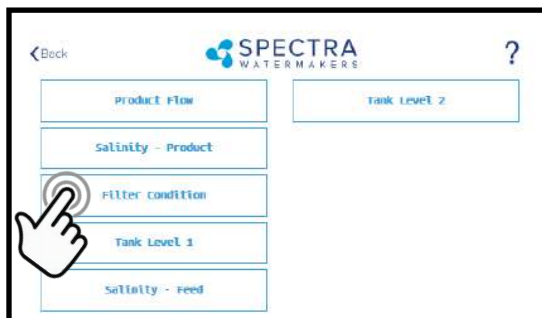 Back
SPECTRA
WATERMAKERS
?
Product Flow
Tank Level 2
Salinity - Product
Filter Condition
Tank Level 1
Salinity - Feed